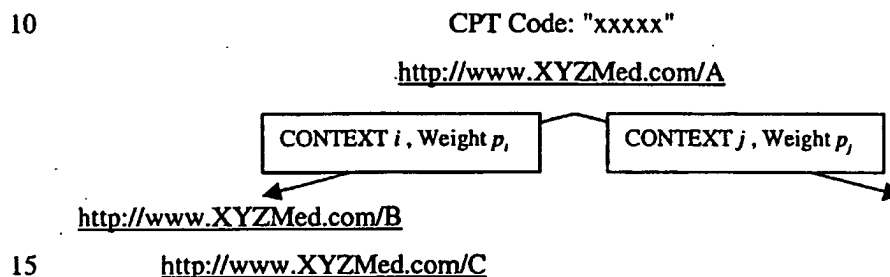 10 CPT Code: "xxxxx"
http://www.XYZMed.com/A
CONTEXT i, Weight pᵢ CONTEXT j, Weight pⱼ
http://www.XYZMed.com/B
15 http://www.XYZMed.com/C